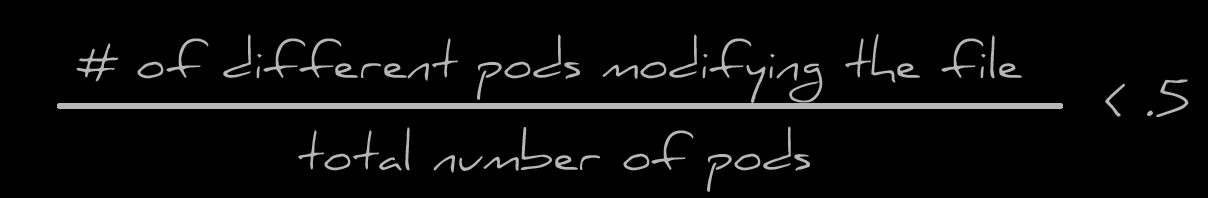 # of different pods modifying the file
< .5
total number of pods